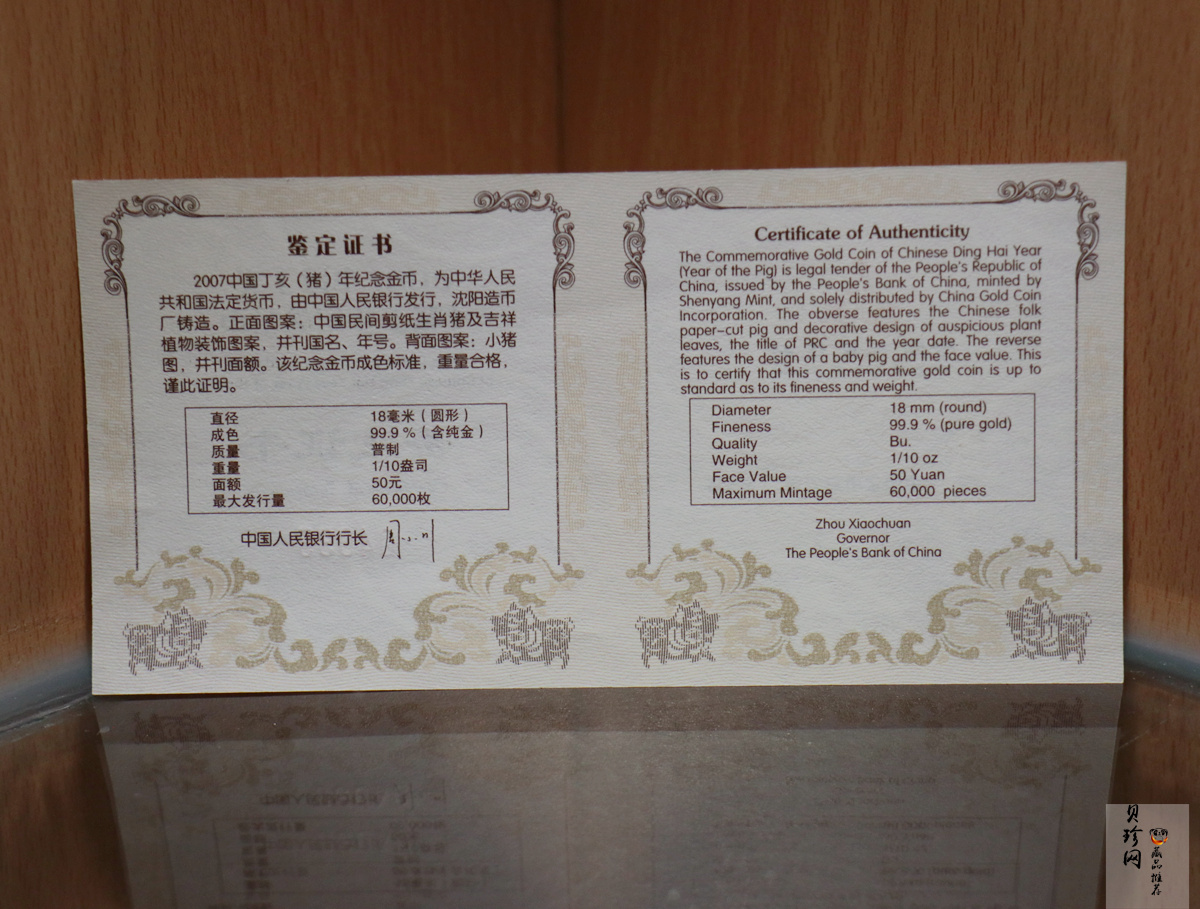 鉴定证书
2007中国丁亥（猪）年纪念金币，为中华人民
共和国法定货币，由中国人民银行发行，沈阳造币
厂铸造。正面图案：中国民间剪纸生肖猪及吉祥
植物装饰图案，并刊国名、年号。背面图案：小猪
图，并刊面额。该纪念金币成色标准，重量合格，
谨此证明。
直径 18毫米（圆形）
成色 99.9%（含纯金）
质量 普制
重量 1/10盎司
面额 50元
最大发行量 60,000枚
中国人民银行行长 周小川
Certificate of Authenticity
The Commemorative Gold Coin of Chinese Ding Hai Year
(Year of the Pig) is legal tender of the People's Republic of
China, issued by the People's Bank of China, minted by
Shenyang Mint, and solely distributed by China Gold Coin
Incorporation. The obverse features the Chinese folk
paper-cut pig and decorative design of auspicious plant
leaves, the title of PRC and the year date. The reverse
features the design of a baby pig and the face value. This
is to certify that this commemorative gold coin is up to
standard as to its fineness and weight.
Diameter 18 mm (round)
Fineness 99.9 % (pure gold)
Quality Bu.
Weight 1/10 oz
Face Value 50 Yuan
Maximum Mintage 60,000 pieces
Zhou Xiaochuan
Governor
The People's Bank of China
贝珍网
藏品推荐